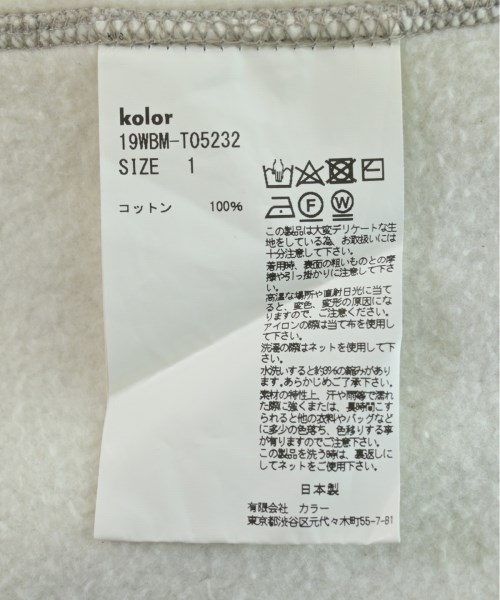 kolor
19WBM-T05232
SIZE 1
コットン 100%
F
W
この製品は大変デリケートな生
地をしている為、お取扱いには
十分注意して下さい。
着用時、表面の粗いものとの摩
擦や引っ掛かりに注意して下さ
い。
高温な場所や直射日光に当て
ると、変色、変形の原因にな
りますので、ご注意ください。
アイロンの際は当て布を使用し
て下さい。
洗濯の際はネットを使用して下
さい。
水洗いすると約3%の縮みがあり
ます。あらかじめご了承下さい。
素材の特性上、汗や雨等で濡れ
た際に強くまたは、長時間こす
られると他の衣料やバッグなど
に多少の色落ち、色移りする事
が有りますのでご注意下さい。
この製品を洗う時は、裏返しに
してネットをご使用下さい。
日本製
有限会社 カラー
東京都渋谷区元代々木町55-7-B1